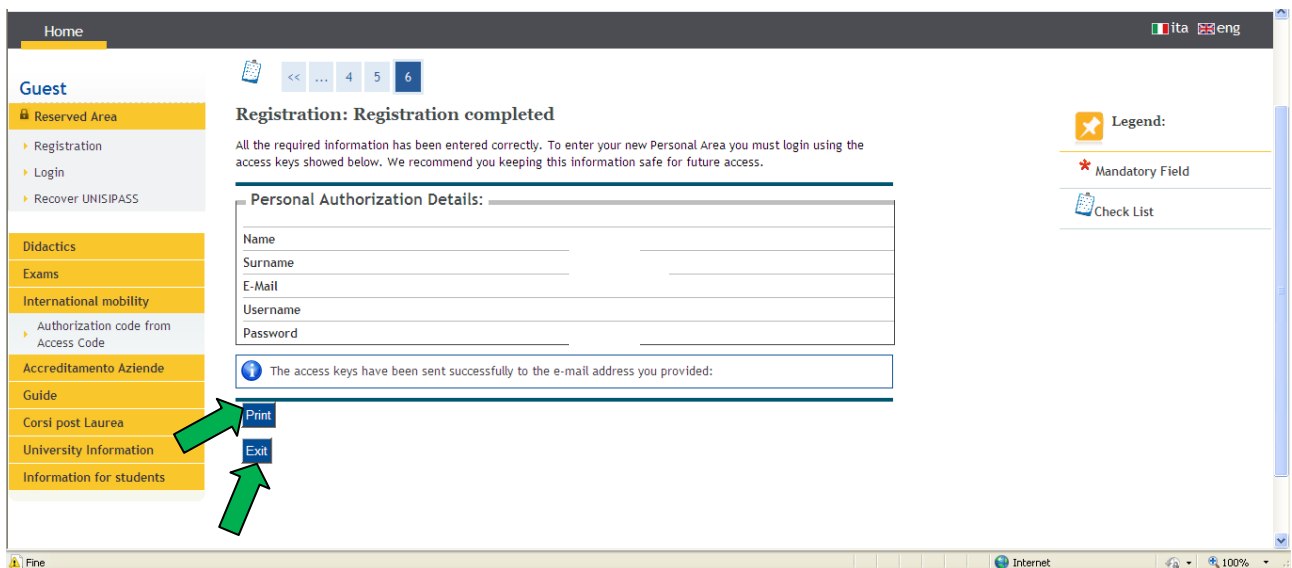 Home
ita eng
Guest
Reserved Area
Registration
Login
Recover UNISIPASS
Didactics
Exams
International mobility
Authorization code from
Access Code
Accreditamento Aziende
Guide
Corsi post Laurea
University Information
Information for students
<< ... 4 5 6
Registration: Registration completed
All the required information has been entered correctly. To enter your new Personal Area you must login using the
access keys showed below. We recommend you keeping this information safe for future access.
Personal Authorization Details:
Name
Surname
E-Mail
Username
Password
The access keys have been sent successfully to the e-mail address you provided:
Print
Exit
Legend:
* Mandatory Field
Check List
Fine
Internet
100%